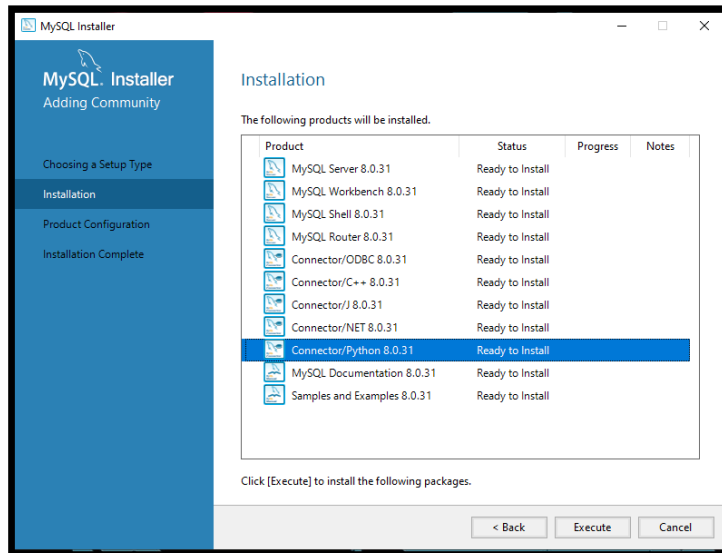 MySQL Installer
MySQL. Installer
Adding Community
Choosing a Setup Type
Installation
Product Configuration
Installation Complete
Installation
The following products will be installed.
Product Status Progress Notes
MySQL Server 8.0.31 Ready to Install
MySQL Workbench 8.0.31 Ready to Install
MySQL Shell 8.0.31 Ready to Install
MySQL Router 8.0.31 Ready to Install
Connector/ODBC 8.0.31 Ready to Install
Connector/C++ 8.0.31 Ready to Install
Connector/J 8.0.31 Ready to Install
Connector/NET 8.0.31 Ready to Install
Connector/Python 8.0.31 Ready to Install
MySQL Documentation 8.0.31 Ready to Install
Samples and Examples 8.0.31 Ready to Install
Click [Execute] to install the following packages.
< Back Execute Cancel